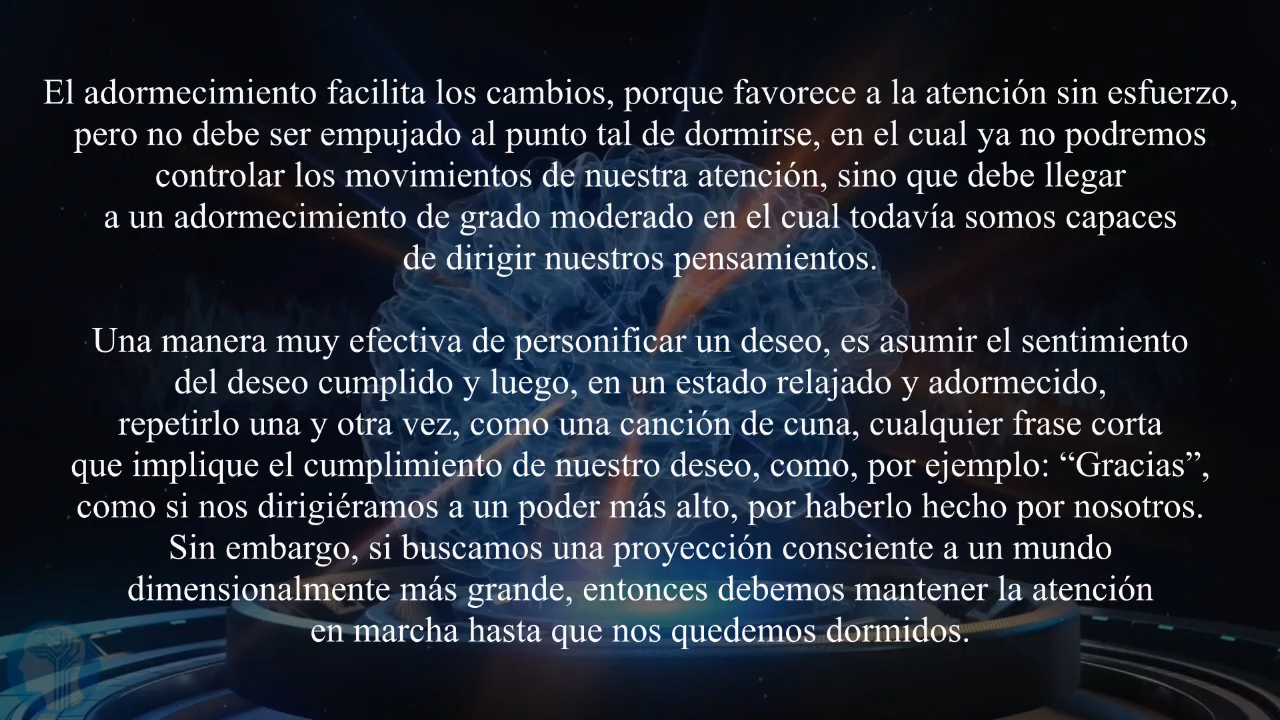 El adormecimiento facilita los cambios, porque favorece a la atención sin esfuerzo,
pero no debe ser empujado al punto tal de dormirse, en el cual ya no podremos
controlar los movimientos de nuestra atención, sino que debe llegar
a un adormecimiento de grado moderado en el cual todavía somos capaces
de dirigir nuestros pensamientos.
Una manera muy efectiva de personificar un deseo, es asumir el sentimiento
del deseo cumplido y luego, en un estado relajado y adormecido,
repetirlo una y otra vez, como una canción de cuna, cualquier frase corta
que implique el cumplimiento de nuestro deseo, como, por ejemplo: “Gracias”,
como si nos dirigiéramos a un poder más alto, por haberlo hecho por nosotros.
Sin embargo, si buscamos una proyección consciente a un mundo
dimensionalmente más grande, entonces debemos mantener la atención
en marcha hasta que nos quedemos dormidos.